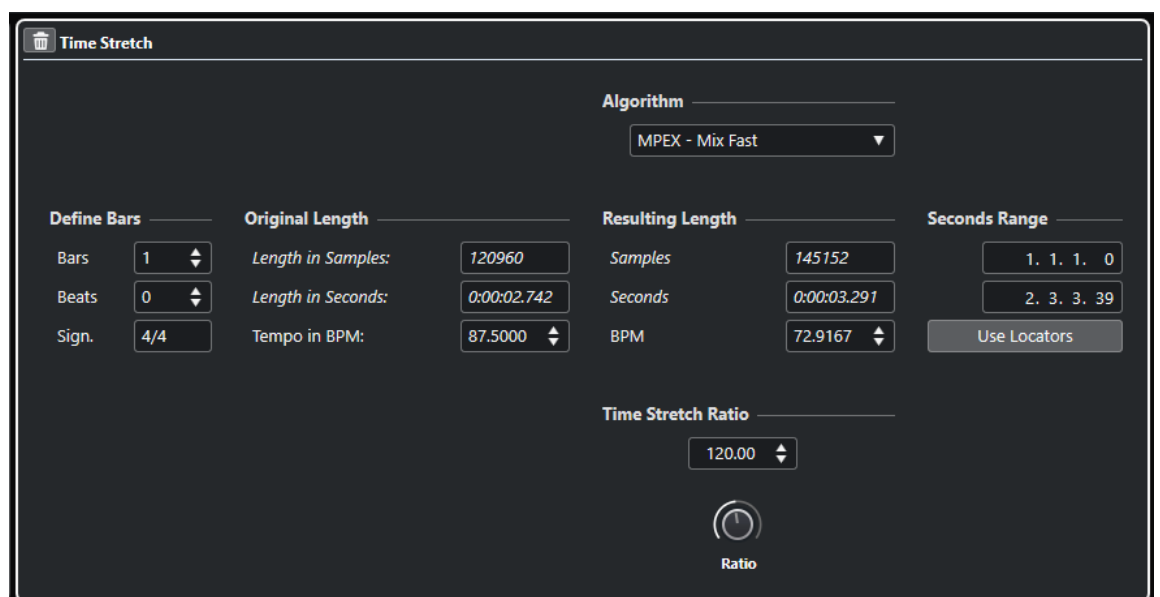 Time Stretch
Algorithm
MPEX - Mix Fast
Define Bars Original Length Resulting Length Seconds Range
Bars 1 Length in Samples: 120960 Samples 145152 1. 1. 1. 0
Beats 0 Length in Seconds: 0:00:02.742 Seconds 0:00:03.291 2. 3. 3. 39
Sign. 4/4 Tempo in BPM: 87.5000 BPM 72.9167 Use Locators
Time Stretch Ratio
120.00
Ratio